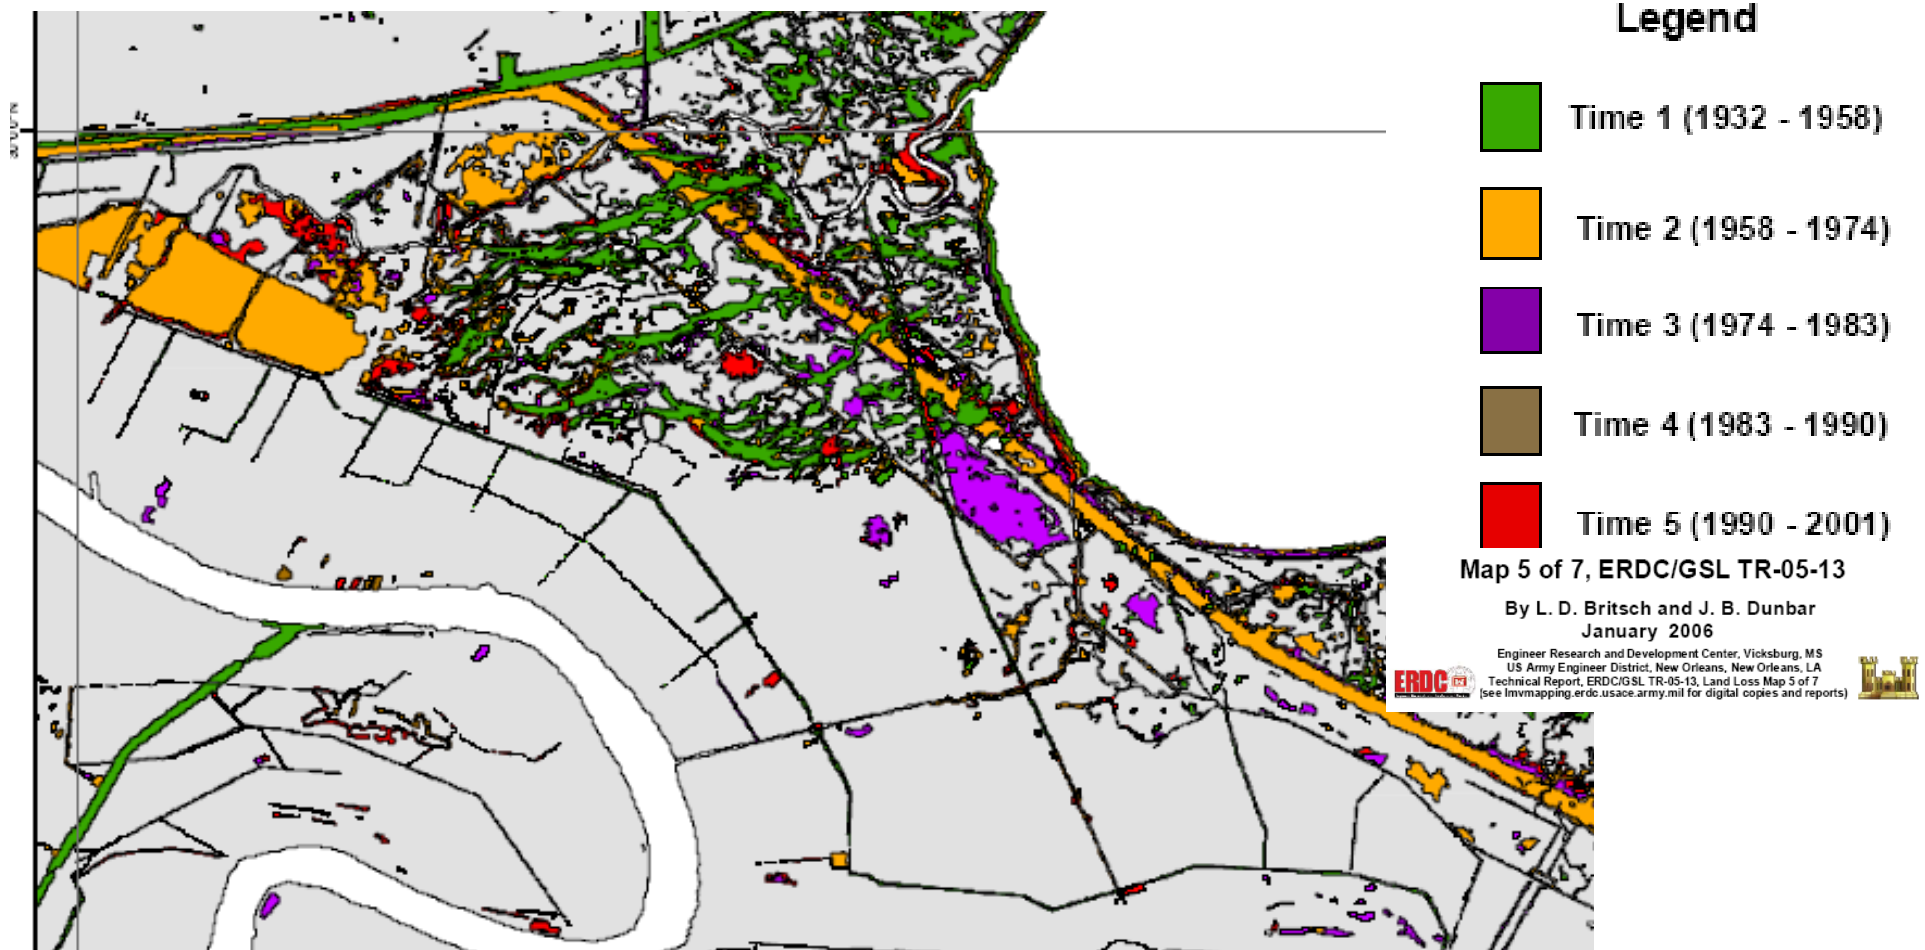 Legend
Time 1 (1932 - 1958)
Time 2 (1958 - 1974)
Time 3 (1974 - 1983)
Time 4 (1983 - 1990)
Time 5 (1990 - 2001)
Map 5 of 7, ERDC/GSL TR-05-13
By L. D. Britsch and J. B. Dunbar
January 2006
Engineer Research and Development Center, Vicksburg, MS
US Army Engineer District, New Orleans, New Orleans, LA
Technical Report, ERDC/GSL TR-05-13, Land Loss Map 5 of 7
(see lmvmapping.erdc.usace.army.mil for digital copies and reports)
ERDC